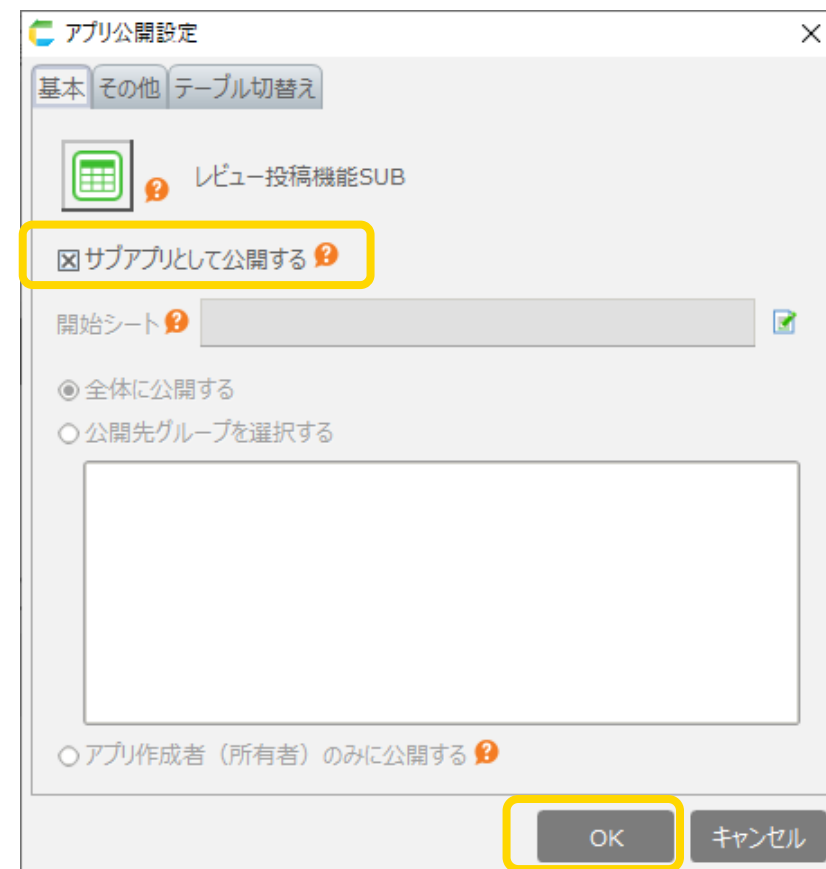 アプリ公開設定
基本 その他 テーブル切替え
レビュー投稿機能SUB
サブアプリとして公開する
開始シート
全体に公開する
公開先グループを選択する
アプリ作成者（所有者）のみに公開する
OK キャンセル